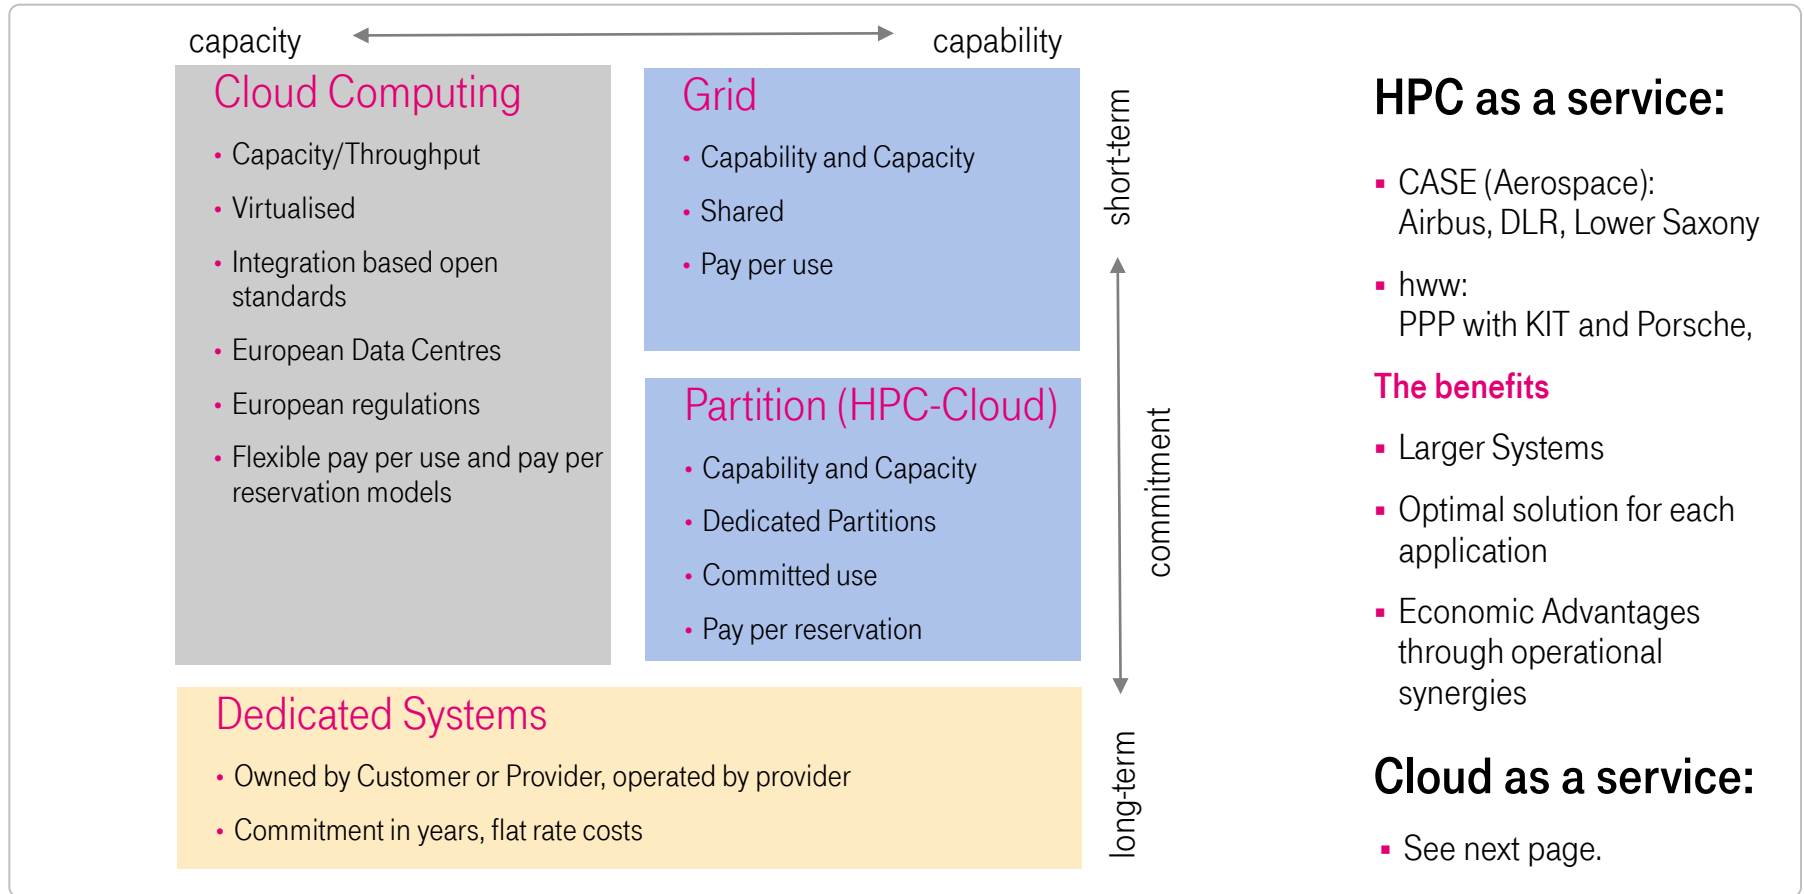 capacity
capability
Cloud Computing
• Capacity/Throughput
• Virtualised
• Integration based open
standards
• European Data Centres
• European regulations
• Flexible pay per use and pay per
reservation models
Grid
• Capability and Capacity
• Shared
• Pay per use
Partition (HPC-Cloud)
• Capability and Capacity
• Dedicated Partitions
• Committed use
• Pay per reservation
Dedicated Systems
• Owned by Customer or Provider, operated by provider
• Commitment in years, flat rate costs
short-term
commitment
long-term
HPC as a service:
▪ CASE (Aerospace):
Airbus, DLR, Lower Saxony
▪ hww:
PPP with KIT and Porsche,
The benefits
▪ Larger Systems
▪ Optimal solution for each
application
▪ Economic Advantages
through operational
synergies
Cloud as a service:
▪ See next page.